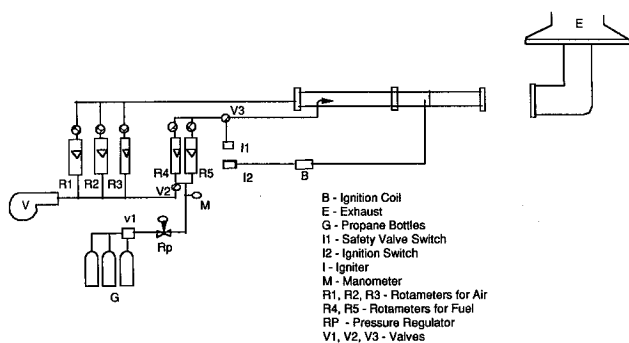 E
V3
R1
R2
R3
R4
R5
I1
I2
B
V
V2
M
v1
Rp
G
B - Ignition Coil
E - Exhaust
G - Propane Bottles
I1 - Safety Valve Switch
I2 - Ignition Switch
I - Igniter
M - Manometer
R1, R2, R3 - Rotameters for Air
R4, R5 - Rotameters for Fuel
RP - Pressure Regulator
V1, V2, V3 - Valves